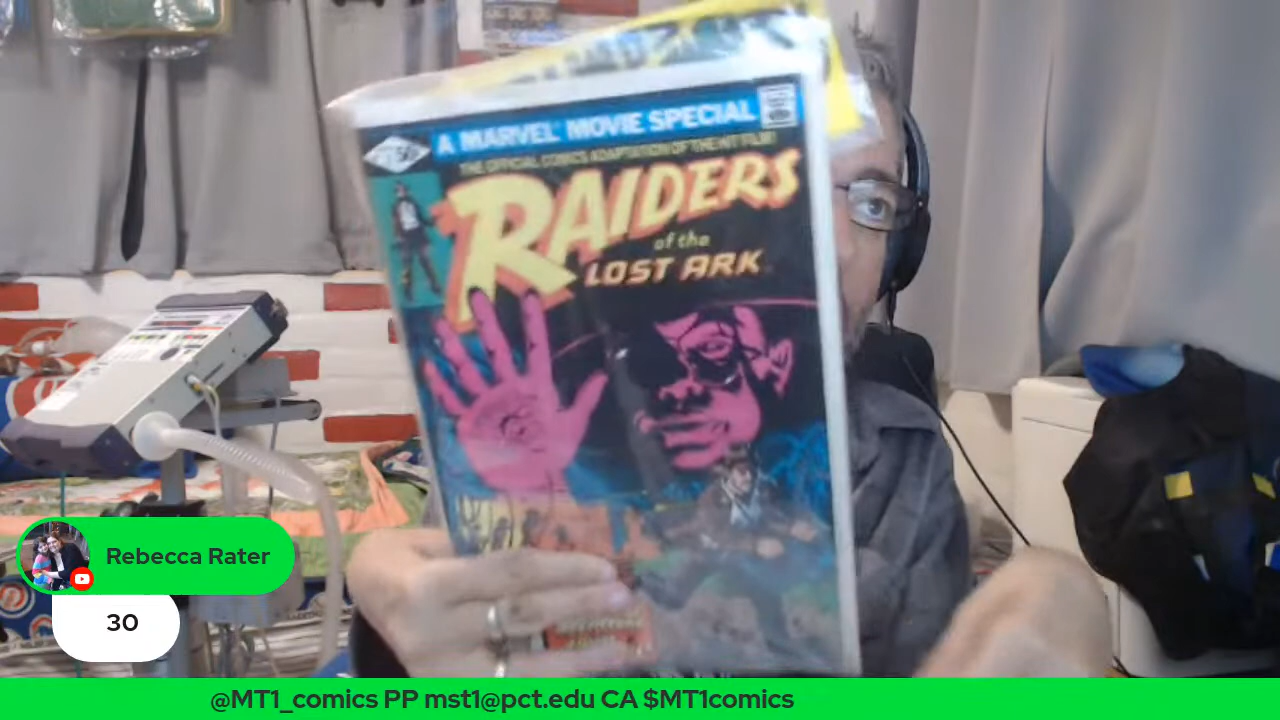 A MARVEL MOVIE SPECIAL
THE OFFICIAL COMICS ADAPTATION OF THE HIT FILM!
RAIDERS
of the
LOST ARK
Rebecca Rater
30
@MT1_comics PP mst1@pct.edu CA $MT1comics